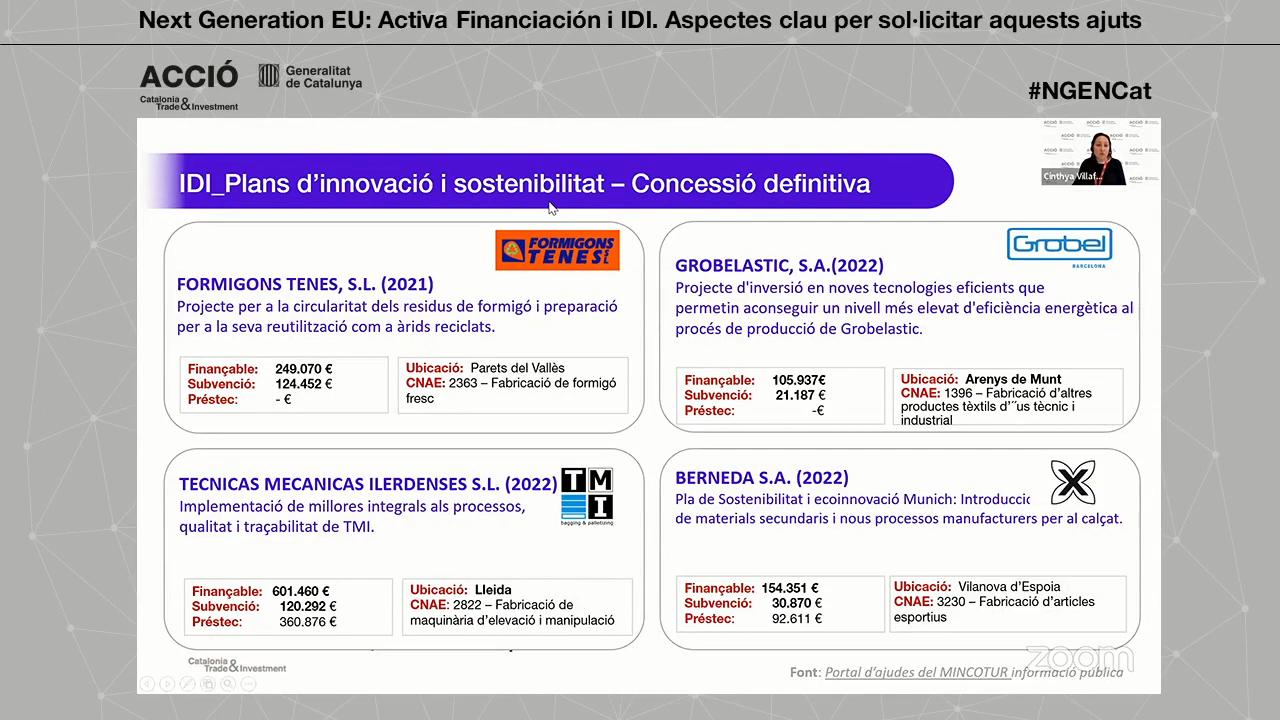 Next Generation EU: Activa Financiación i IDI. Aspectes clau per sol·licitar aquests ajuts
ACCIÓ
Catalonia
Trade & Investment
Generalitat
de Catalunya
#NGENCat
Cinthya Villaf...
IDI_Plans d'innovació i sostenibilitat – Concessió definitiva
FORMIGONS
TENES S.L.
FORMIGONS TENES, S.L. (2021)
Projecte per a la circularitat dels residus de formigó i preparació
per a la seva reutilització com a àrids reciclats.
Finançable: 249.070 €
Subvenció: 124.452 €
Préstec: - €
Ubicació: Parets del Vallès
CNAE: 2363 – Fabricació de formigó
fresc
Grobel
BARCELONA
GROBELASTIC, S.A.(2022)
Projecte d'inversió en noves tecnologies eficients que
permetin aconseguir un nivell més elevat d'eficiència energètica al
procés de producció de Grobelastic.
Finançable: 105.937€
Subvenció: 21.187 €
Préstec: -€
Ubicació: Arenys de Munt
CNAE: 1396 – Fabricació d'altres
productes tèxtils d'´´us tècnic i
industrial
TECNICAS MECANICAS ILERDENSES S.L. (2022)
Implementació de millores integrals als processos,
qualitat i traçabilitat de TMI.
TMI
bagging & palletizing
Finançable: 601.460 €
Subvenció: 120.292 €
Préstec: 360.876 €
Ubicació: Lleida
CNAE: 2822 – Fabricació de
maquinària d'elevació i manipulació
BERNEDA S.A. (2022)
Pla de Sostenibilitat i ecoinnovació Munich: Introducció
de materials secundaris i nous processos manufacturers per al calçat.
Finançable: 154.351 €
Subvenció: 30.870 €
Préstec: 92.611 €
Ubicació: Vilanova d'Espoia
CNAE: 3230 – Fabricació d'articles
esportius
Catalonia
Trade & Investment
zoom
Font: Portal d'ajudes del MINCOTUR informació pública